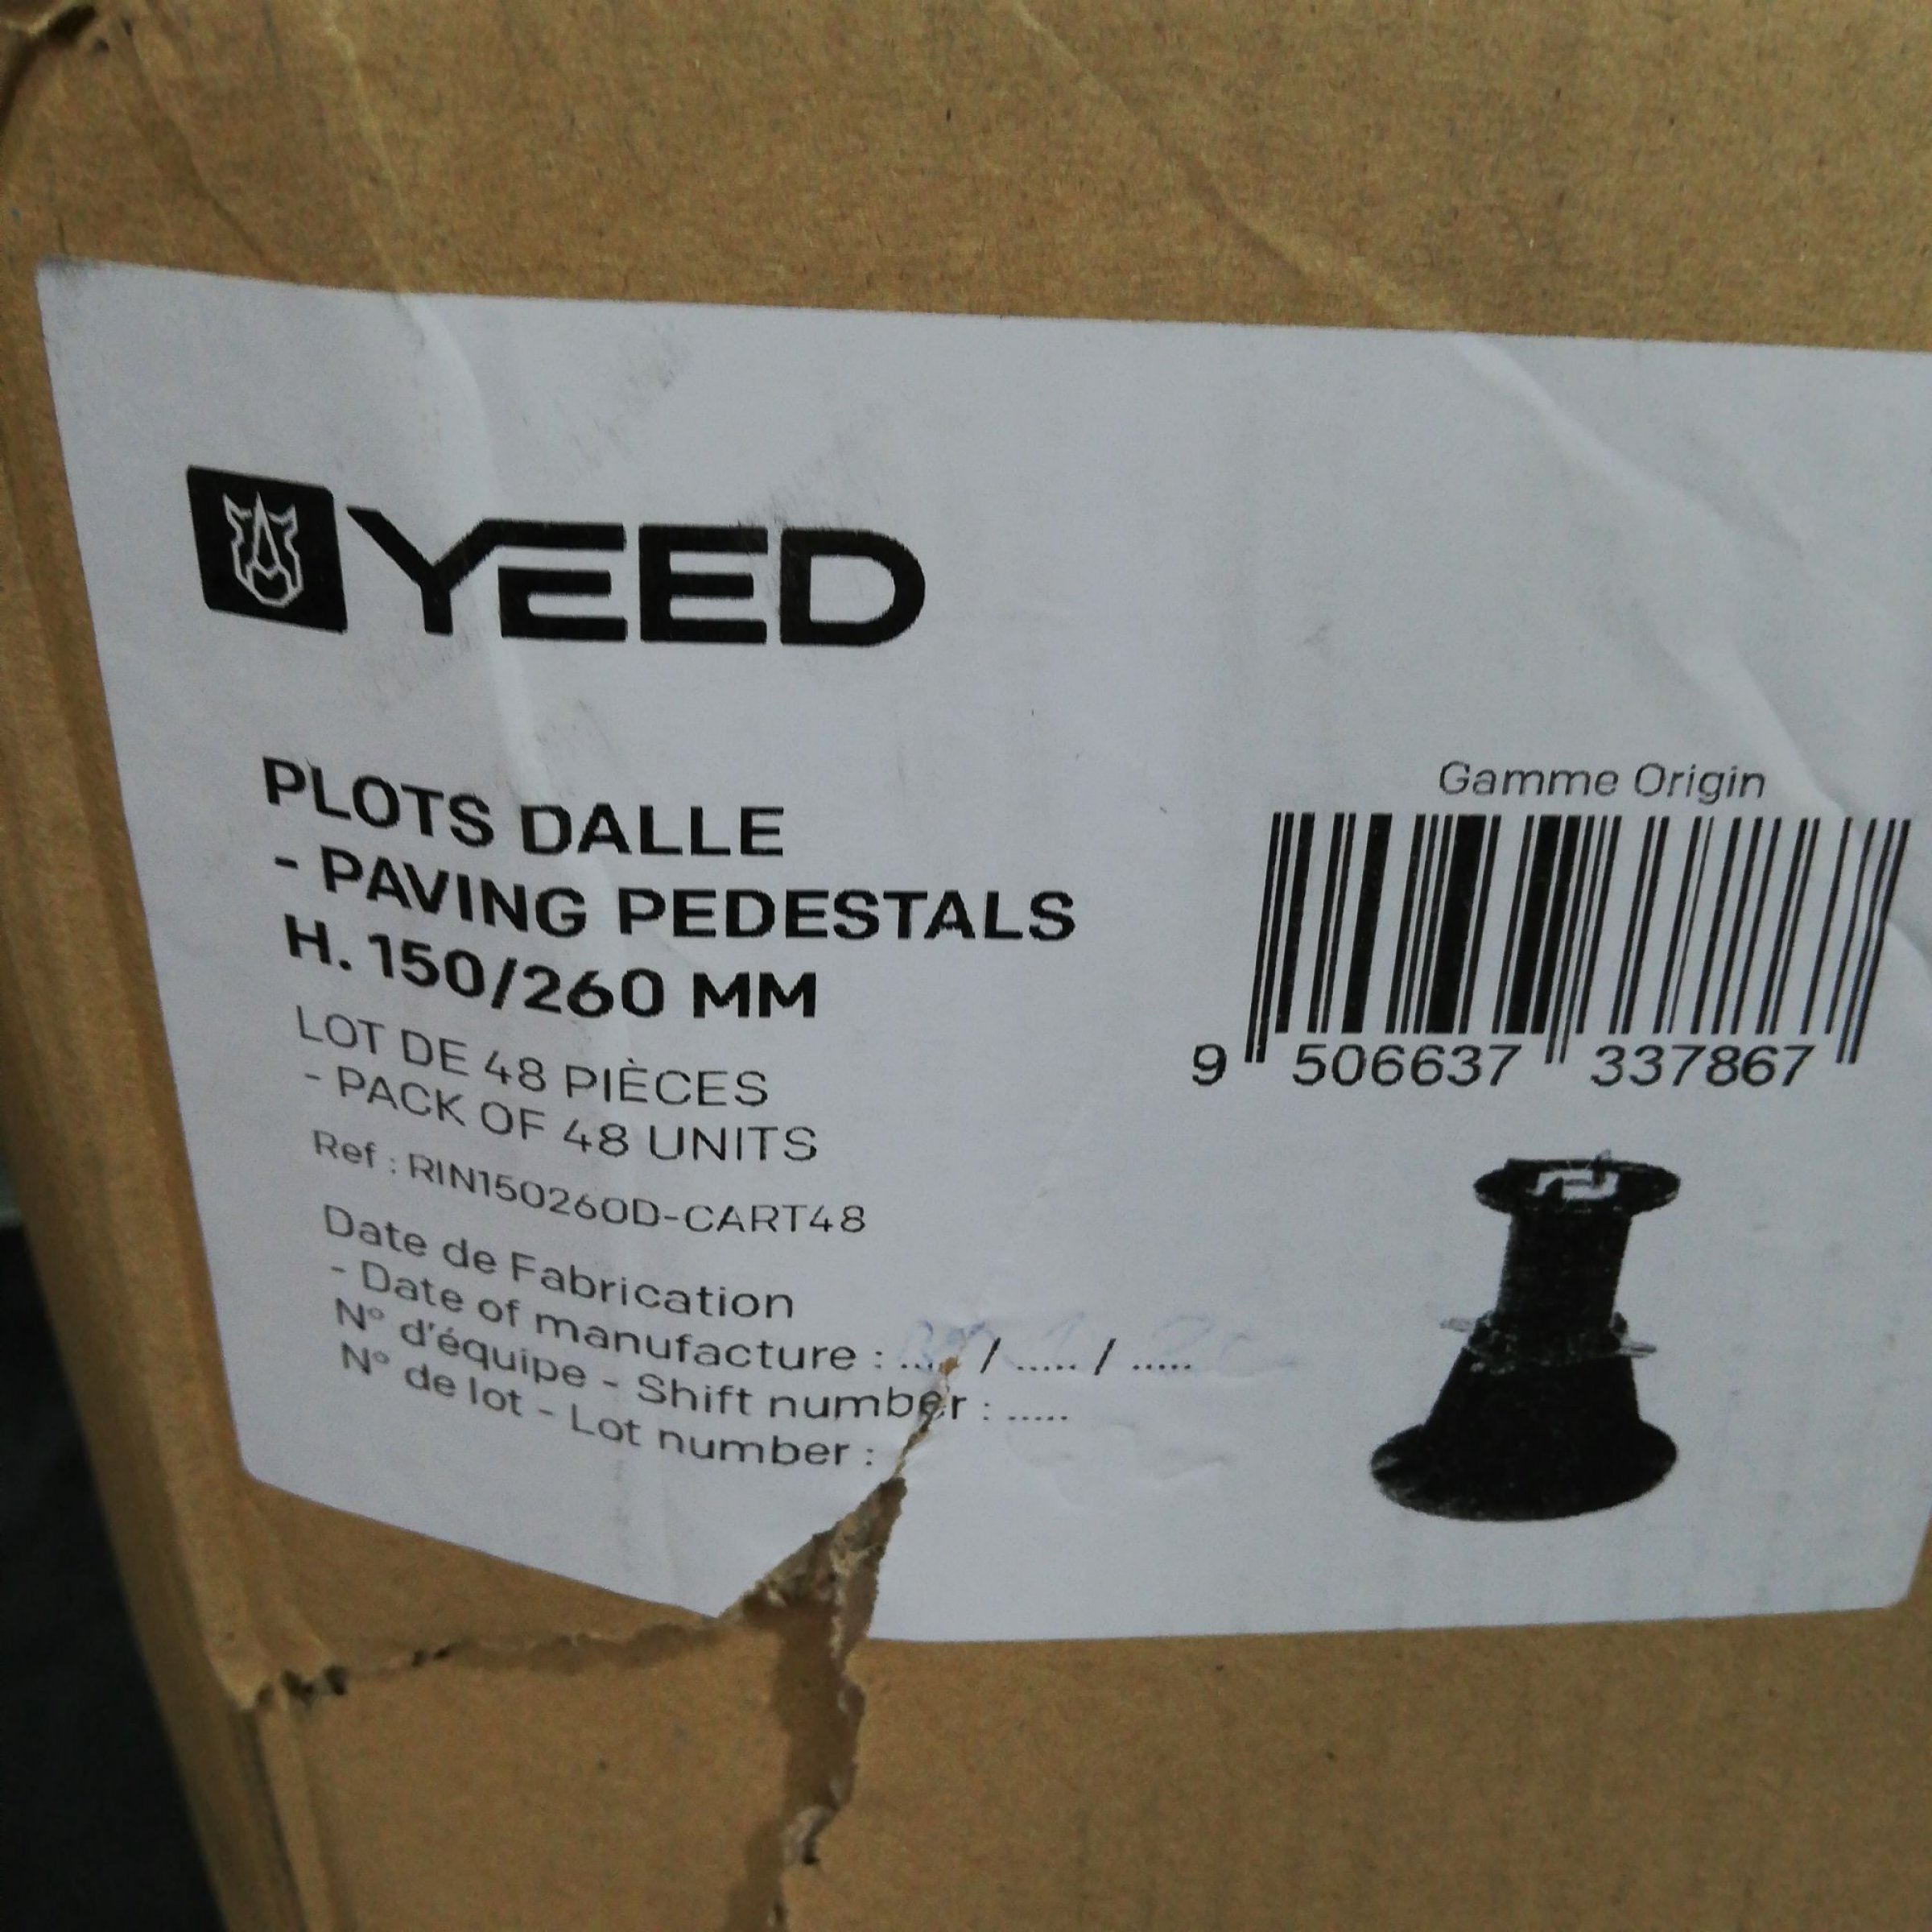 YEED
PLOTS DALLE
- PAVING PEDESTALS
H. 150/260 MM
LOT DE 48 PIÈCES
- PACK OF 48 UNITS
Ref : RIN150260D-CART48
Date de Fabrication
- Date of manufacture : ..... / ..... / .....
N° d'équipe - Shift number : .....
N° de lot - Lot number :
Gamme Origin
9 506637 337867